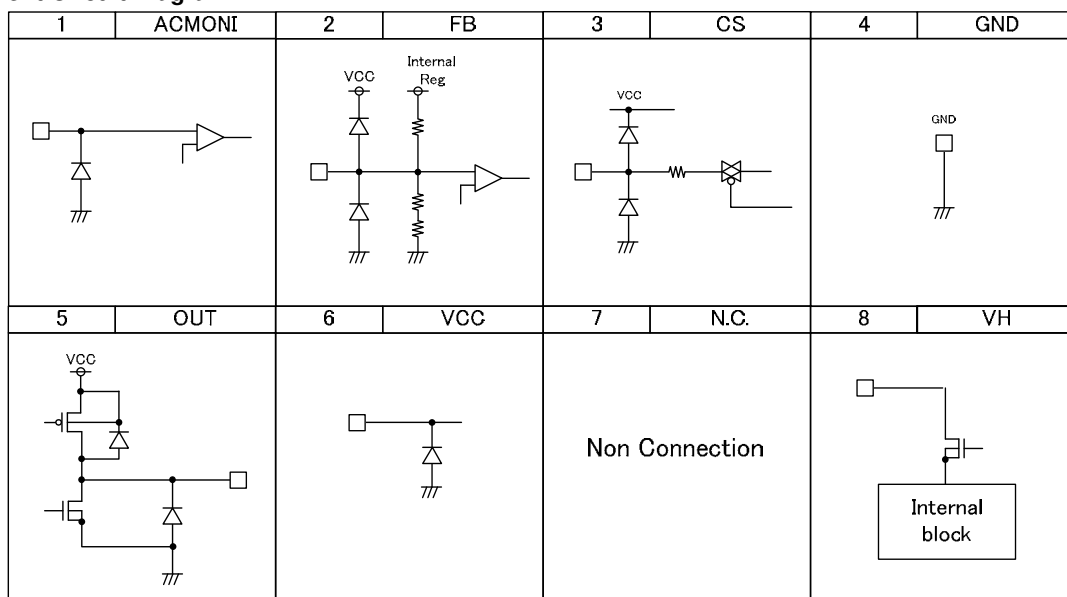 1 ACMONI 2 FB 3 CS 4 GND
VCC
Internal
Reg
VCC
GND
5 OUT 6 VCC 7 N.C. 8 VH
VCC
Non Connection
Internal
block